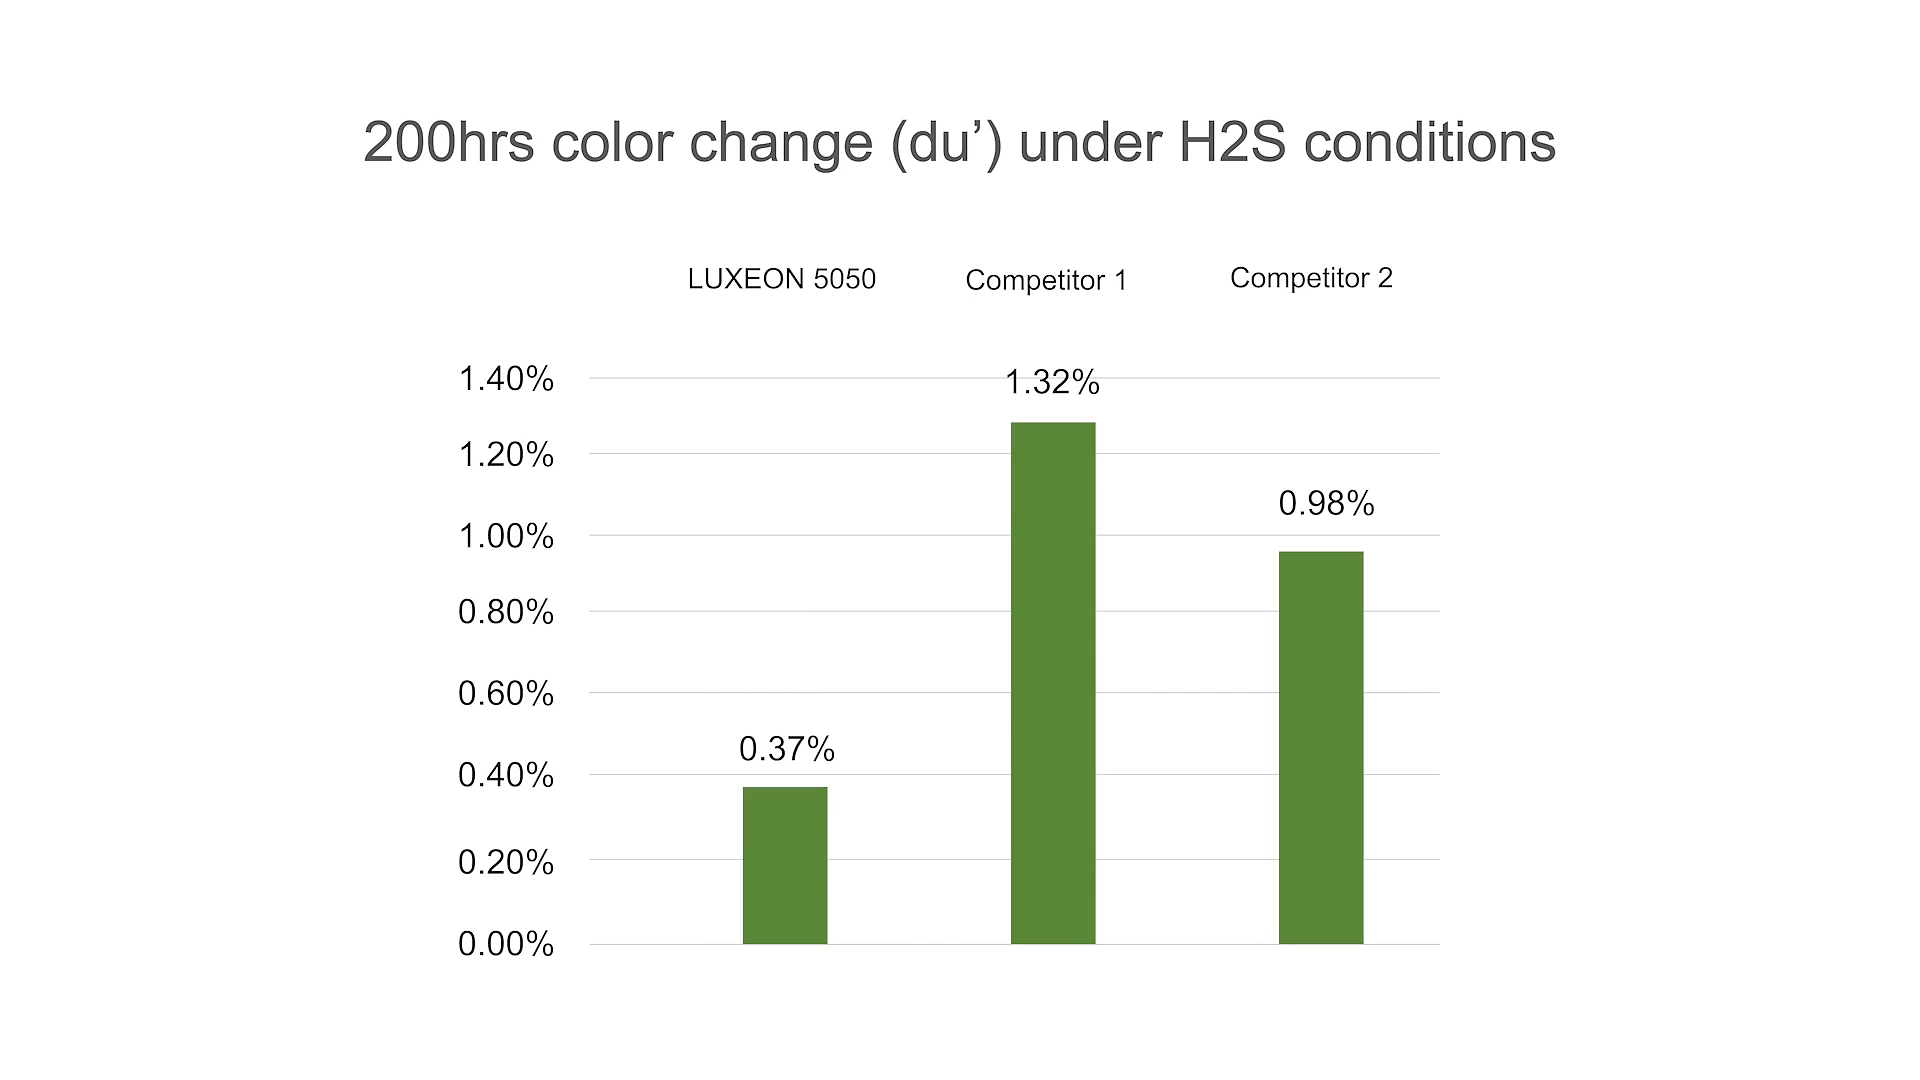 200hrs color change (du’) under H2S conditions
LUXEON 5050
Competitor 1
Competitor 2
1.40%
1.32%
1.20%
1.00%
0.98%
0.80%
0.60%
0.37%
0.40%
0.20%
0.00%